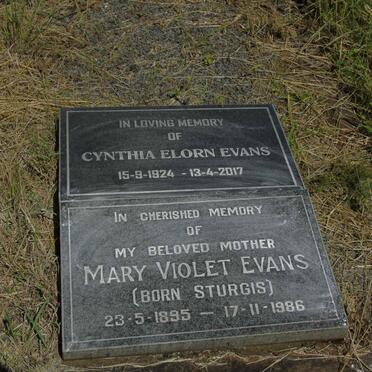 IN LOVING MEMORY
OF
CYNTHIA ELORN EVANS
15-9-1924 - 13-4-2017
IN CHERISHED MEMORY
OF
MY BELOVED MOTHER
MARY VIOLET EVANS
(BORN STURGIS)
23-5-1895 — 17-11-1986